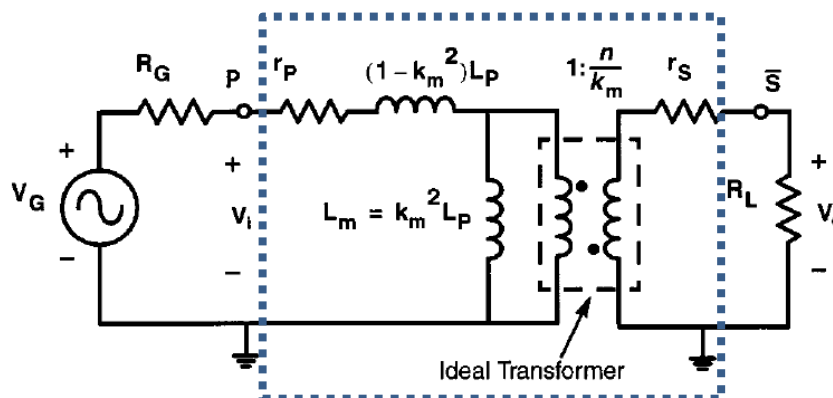 R_G
P
r_P
(1-k_m^2)L_P
1:n/k_m
r_S
S̅
+
V_G
-
+
V_I
-
L_m = k_m^2 L_P
R_L
+
-
Ideal Transformer